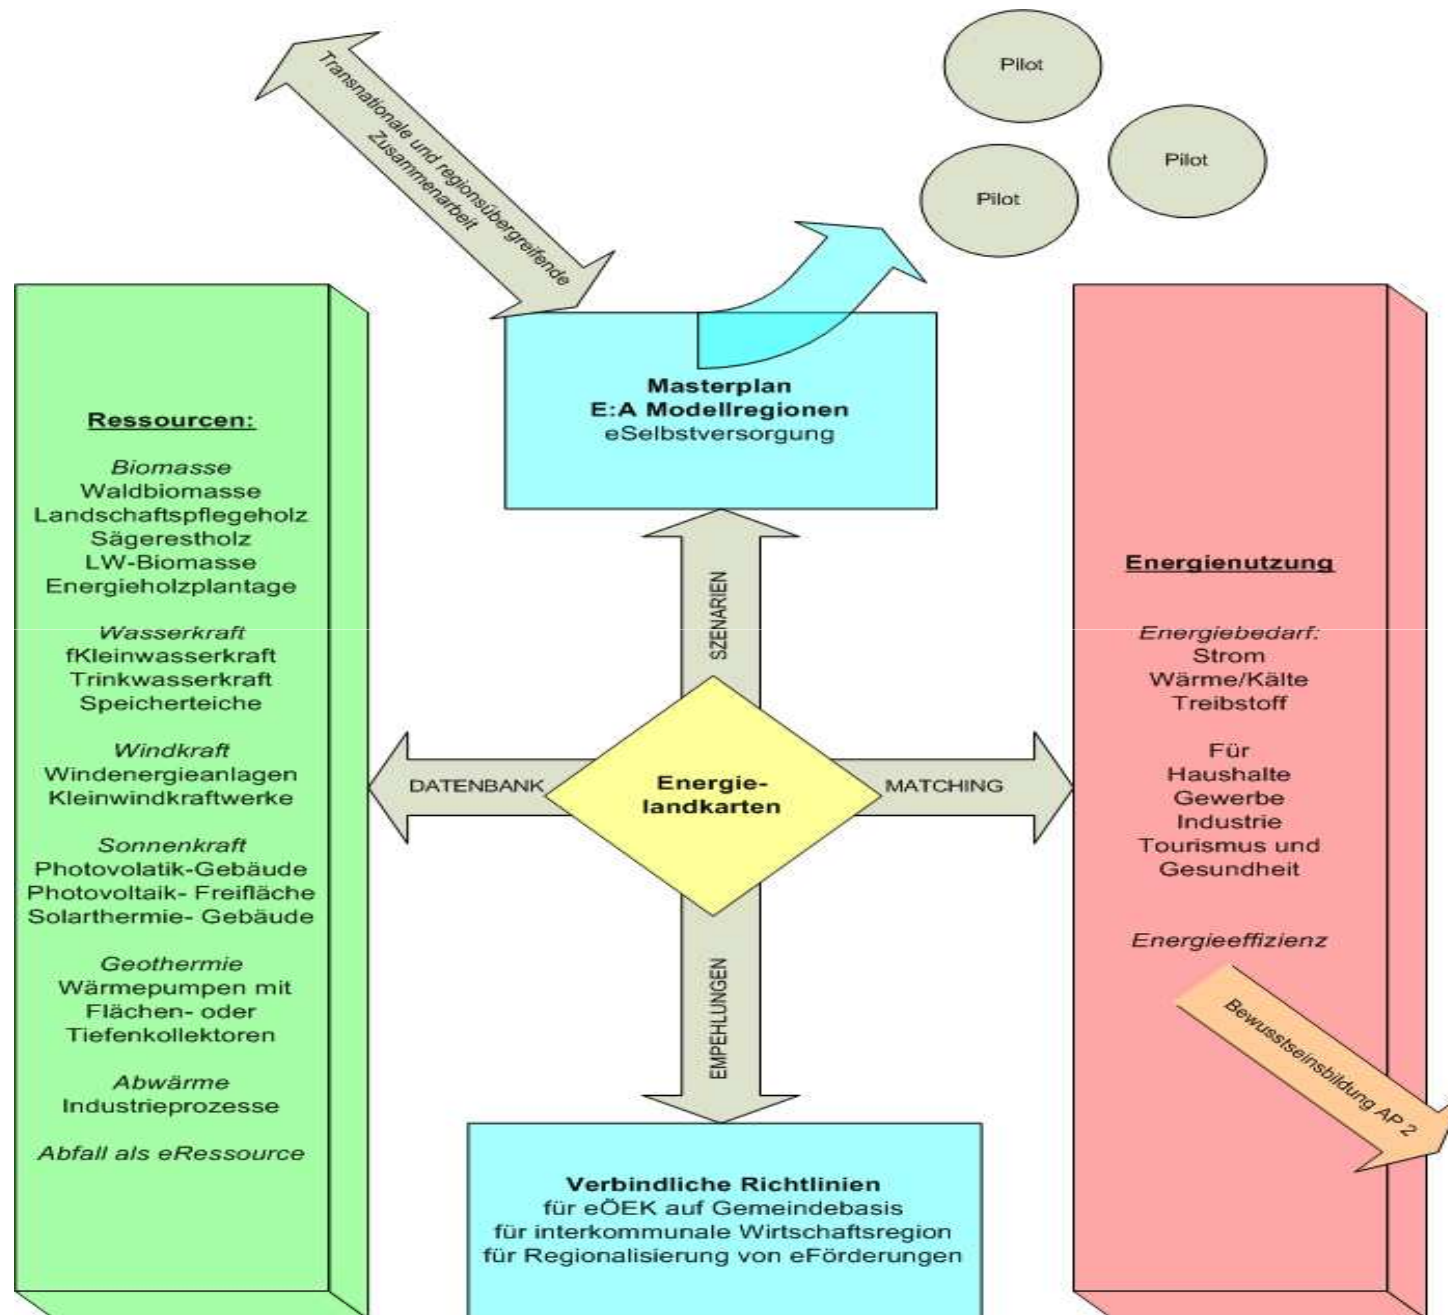 Transnationale und regionsübergreifende
Zusammenarbeit
Pilot
Pilot
Pilot
Masterplan
E:A Modellregionen
eSelbstversorgung
Ressourcen:
Biomasse
Waldbiomasse
Landschaftspflegeholz
Sägerestholz
LW-Biomasse
Energieholzplantage
Wasserkraft
fKleinwasserkraft
Trinkwasserkraft
Speicherteiche
Windkraft
Windenergieanlagen
Kleinwindkraftwerke
Sonnenkraft
Photovolatik-Gebäude
Photovoltaik- Freifläche
Solarthermie- Gebäude
Geothermie
Wärmepumpen mit
Flächen- oder
Tiefenkollektoren
Abwärme
Industrieprozesse
Abfall als eRessource
SZENARIEN
DATENBANK
Energie-
landkarten
MATCHING
EMPEHLUNGEN
Energienutzung
Energiebedarf:
Strom
Wärme/Kälte
Treibstoff
Für
Haushalte
Gewerbe
Industrie
Tourismus und
Gesundheit
Energieeffizienz
Bewusstseinsbildung AP 2
Verbindliche Richtlinien
für eÖEK auf Gemeindebasis
für interkommunale Wirtschaftsregion
für Regionalisierung von eFörderungen